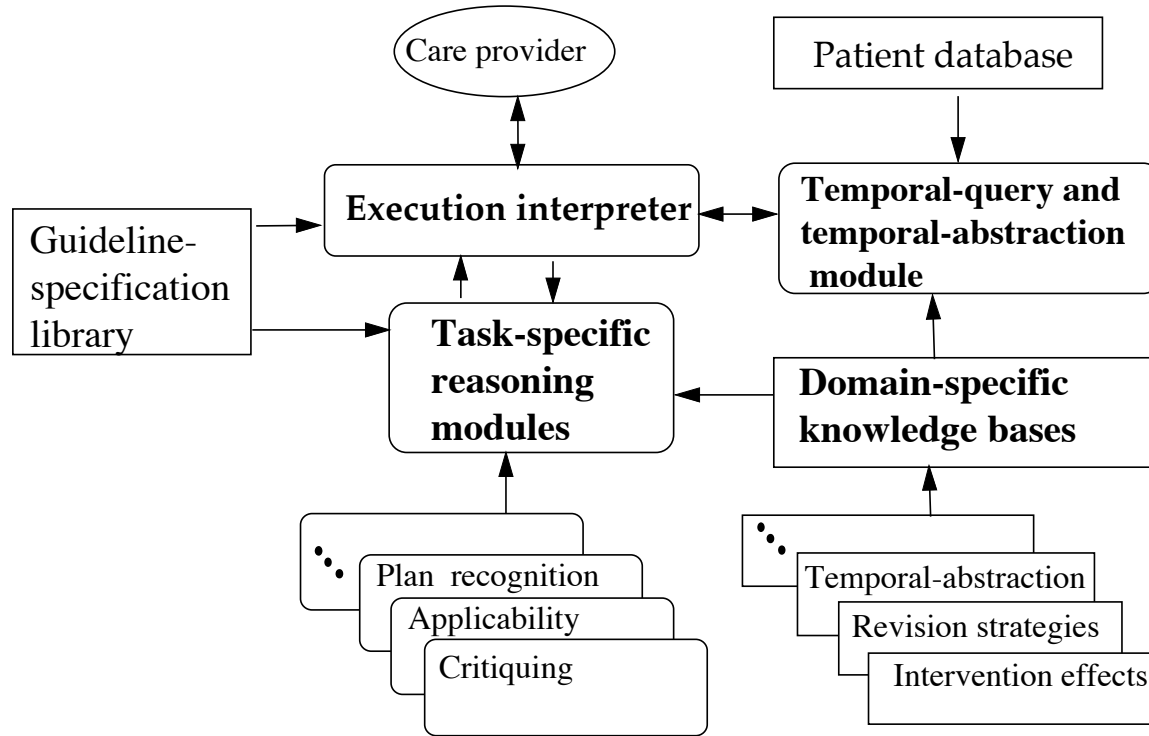 Care provider
Patient database
Execution interpreter
Temporal-query and
temporal-abstraction
module
Guideline-
specification
library
Task-specific
reasoning
modules
Domain-specific
knowledge bases
Plan recognition
Applicability
Critiquing
Temporal-abstraction
Revision strategies
Intervention effects